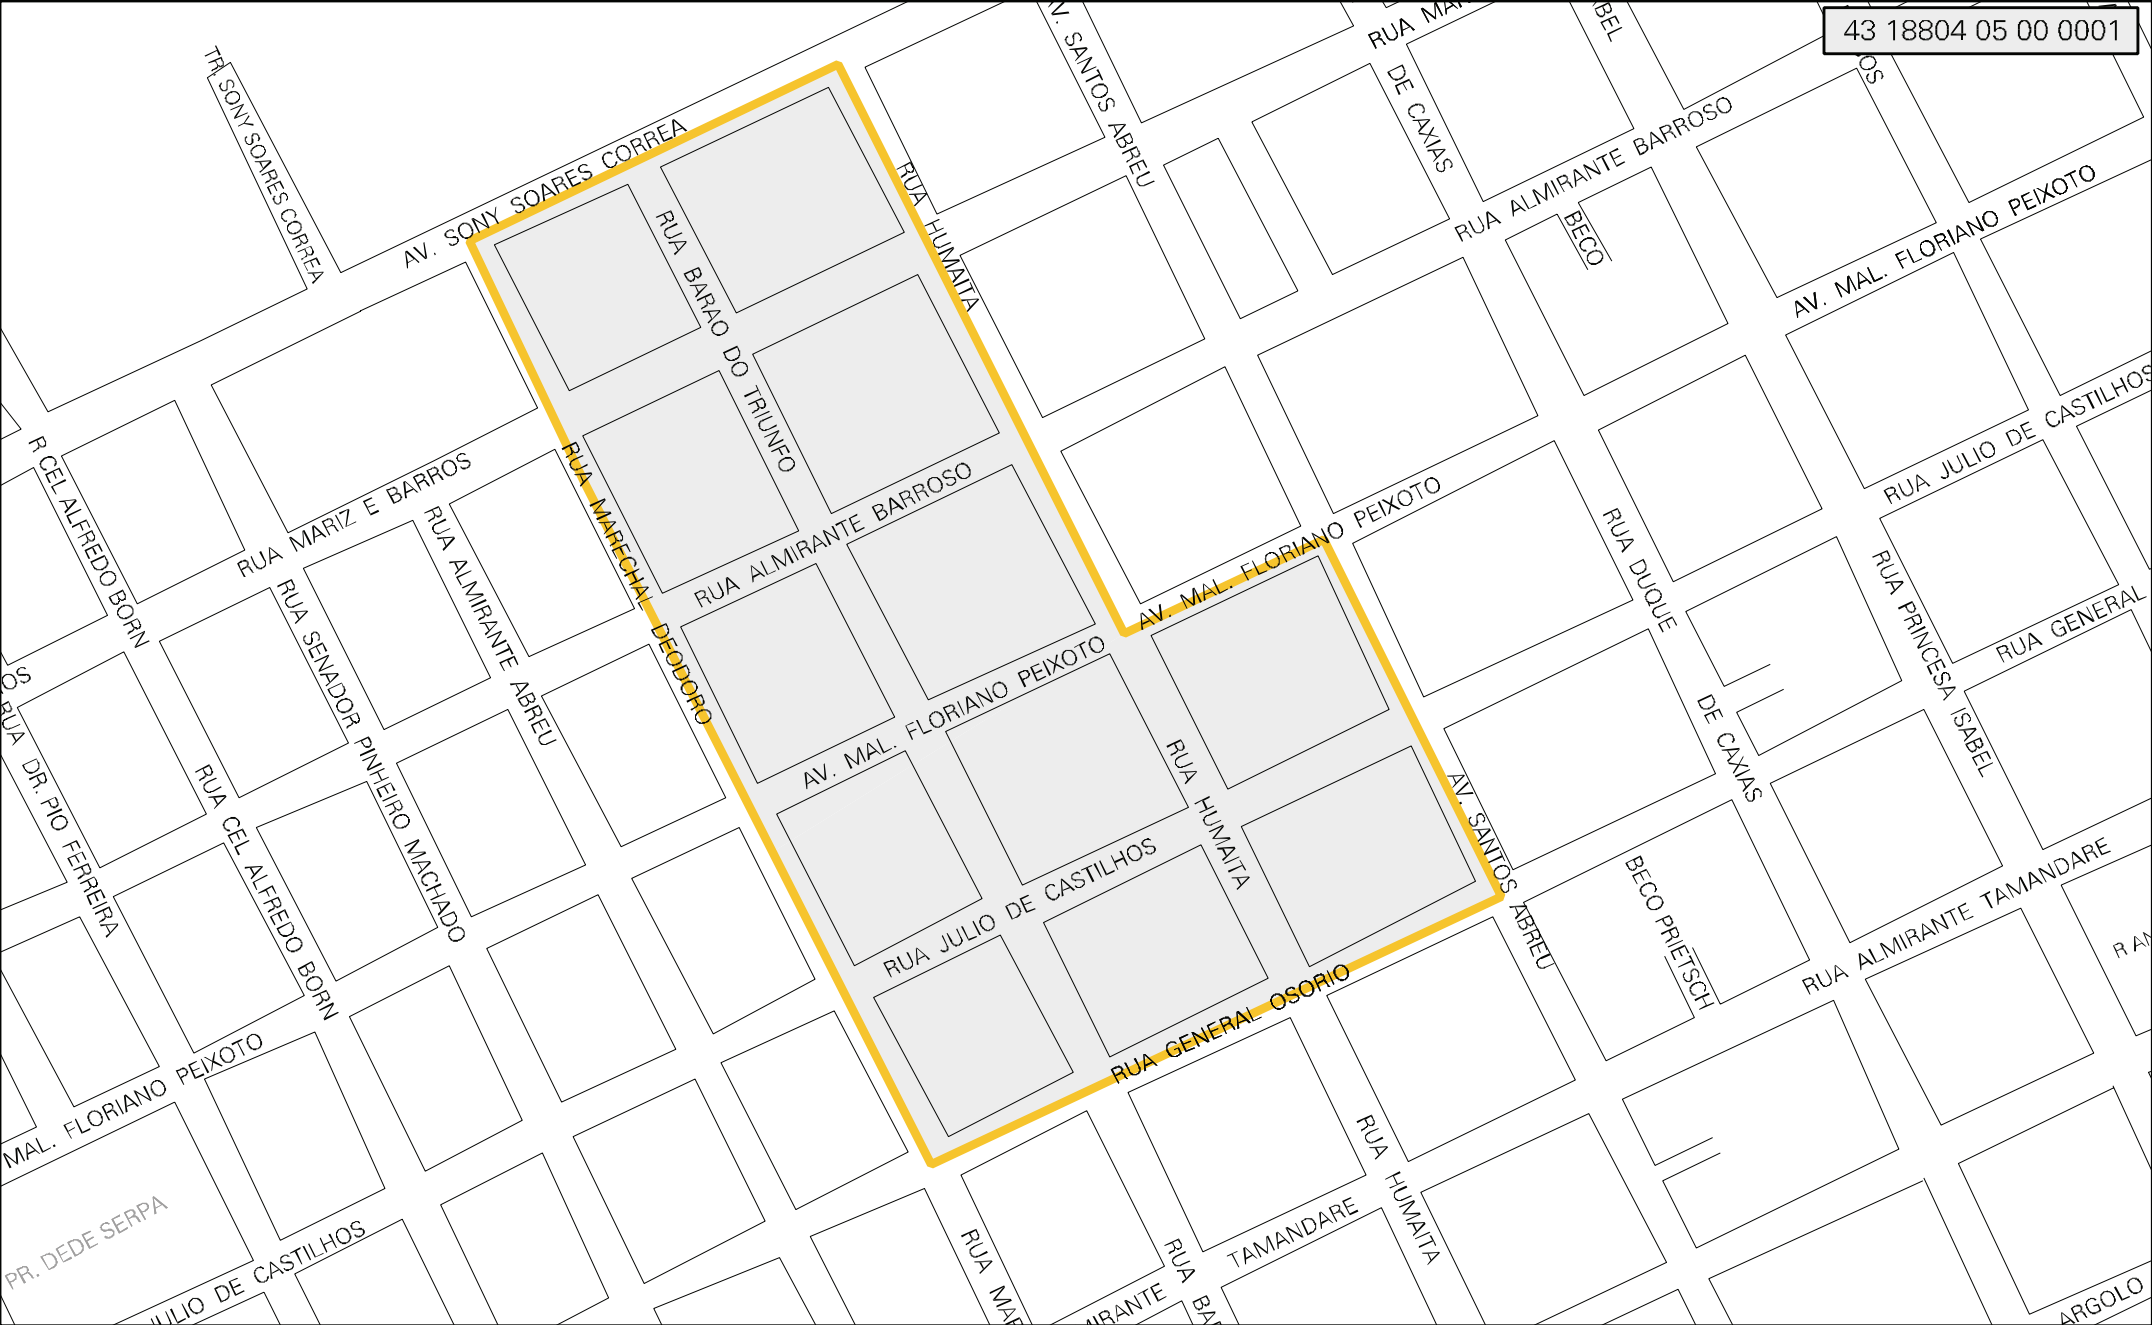 43 18804 05 00 0001
TR. SONY SOARES CORREA
AV. SONY SOARES CORREA
AV. SANTOS ABREU
DE CAXIAS
RUA HUMAITA
RUA BARAO DO TRIUNFO
RUA ALMIRANTE BARROSO
BECO
AV. MAL. FLORIANO PEIXOTO
RUA JULIO DE CASTILHOS
R CEL ALFREDO BORN
RUA MARIZ E BARROS
RUA ALMIRANTE ABREU
RUA MARECHAL DEODORO
RUA ALMIRANTE BARROSO
AV. MAL. FLORIANO PEIXOTO
RUA SENADOR PINHEIRO MACHADO
RUA DUQUE DE CAXIAS
RUA PRINCESA ISABEL
RUA GENERAL
AV. MAL. FLORIANO PEIXOTO
RUA DR. PIO FERREIRA
RUA CEL ALFREDO BORN
RUA HUMAITA
AV. SANTOS ABREU
RUA JULIO DE CASTILHOS
BECO PRIETSCH
RUA ALMIRANTE TAMANDARE
RUA GENERAL OSORIO
MAL. FLORIANO PEIXOTO
RUA HUMAITA
PR. DEDE SERPA
JULIO DE CASTILHOS
TAMANDARE
RUA
ARGOLO